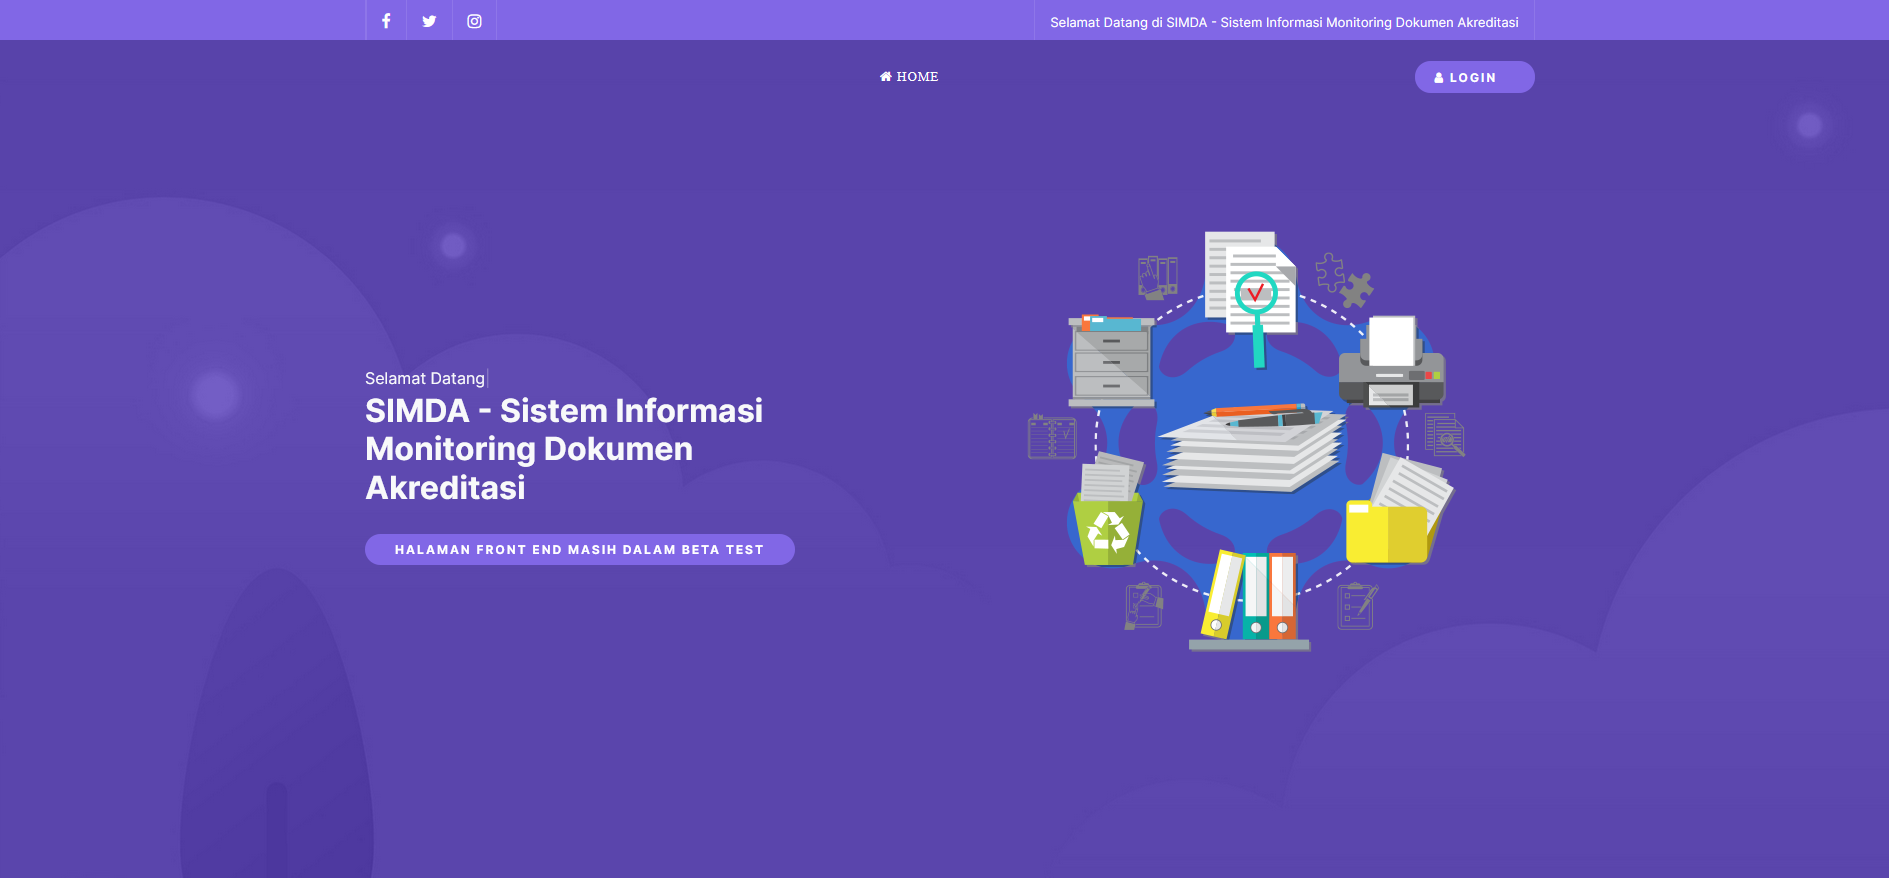 Selamat Datang di SIMDA - Sistem Informasi Monitoring Dokumen Akreditasi
HOME
LOGIN
Selamat Datang
SIMDA - Sistem Informasi
Monitoring Dokumen
Akreditasi
HALAMAN FRONT END MASIH DALAM BETA TEST